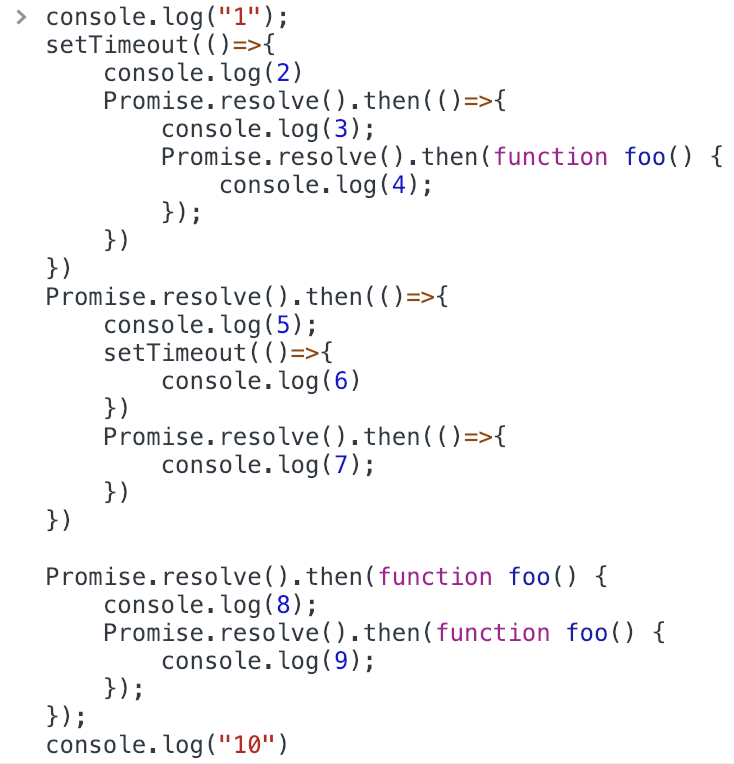 > console.log("1");
setTimeout(()=>{
    console.log(2)
    Promise.resolve().then(()=>{
        console.log(3);
        Promise.resolve().then(function foo() {
            console.log(4);
        });
    })
})
Promise.resolve().then(()=>{
    console.log(5);
    setTimeout(()=>{
        console.log(6)
    })
    Promise.resolve().then(()=>{
        console.log(7);
    })
})

Promise.resolve().then(function foo() {
    console.log(8);
    Promise.resolve().then(function foo() {
        console.log(9);
    });
});
console.log("10")